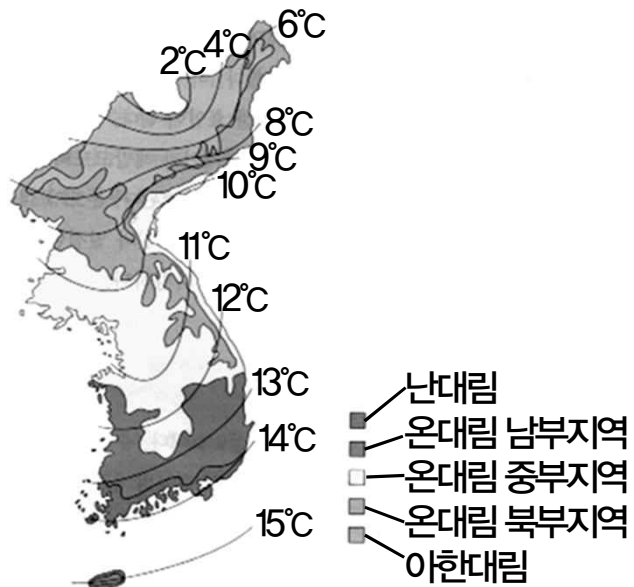 6℃
4℃
2℃
8℃
9℃
10℃
11℃
12℃
13℃
14℃
15℃
난대림
온대림 남부지역
온대림 중부지역
온대림 북부지역
아한대림